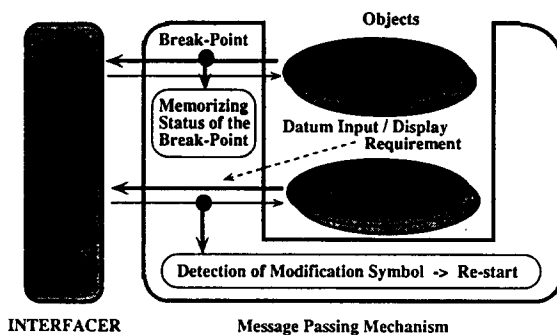 Objects
Break-Point
Memorizing
Status of the
Break-Point
Datum Input / Display
Requirement
Detection of Modification Symbol -> Re-start
INTERFACER
Message Passing Mechanism